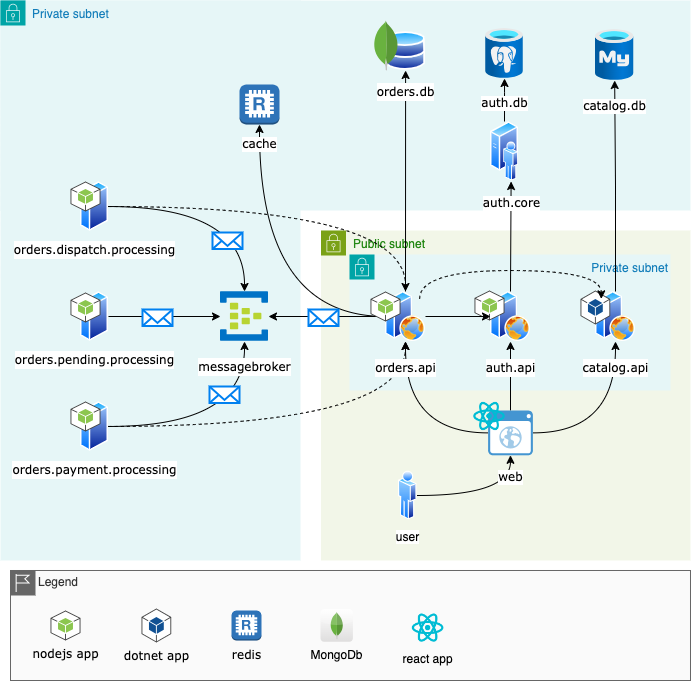 Private subnet
orders.db
auth.db
catalog.db
My
R
cache
auth.core
orders.dispatch.processing
Public subnet
Private subnet
orders.pending.processing
messagebroker
orders.api
auth.api
catalog.api
orders.payment.processing
web
user
Legend
R
nodejs app
dotnet app
redis
MongoDb
react app